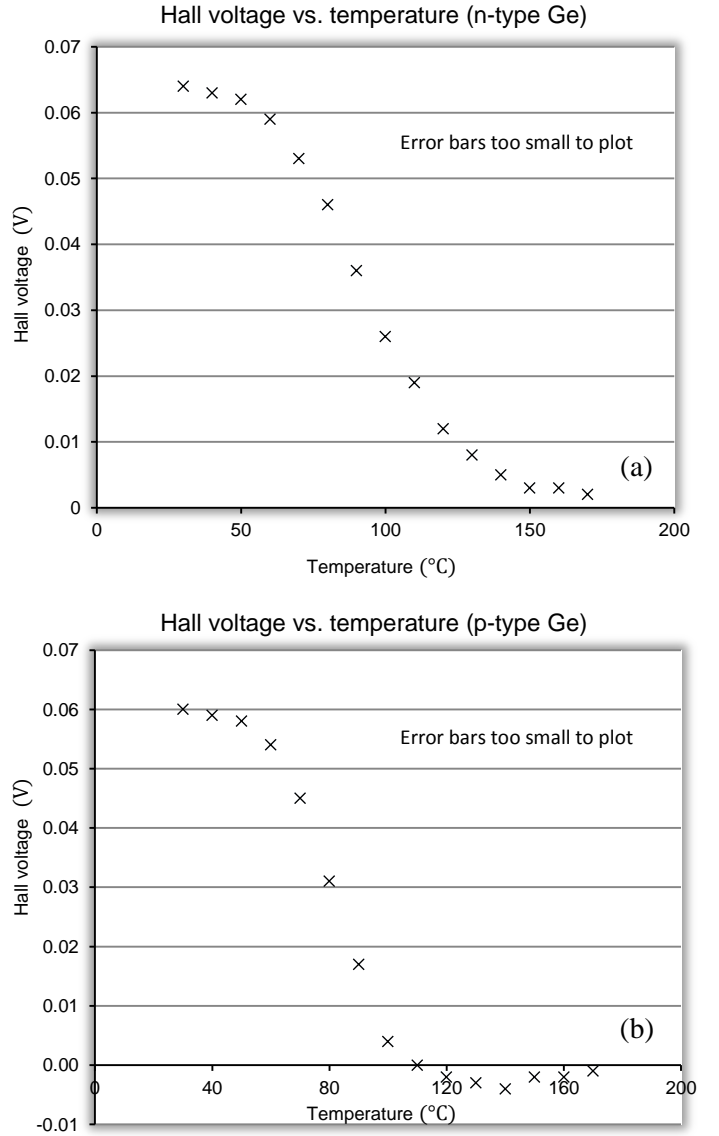 Hall voltage vs. temperature (n-type Ge)
0.07
0.06
Error bars too small to plot
0.05
0.04
Hall voltage (V)
0.03
0.02
0.01
(a)
0
0 50 100 150 200
Temperature (°C)
Hall voltage vs. temperature (p-type Ge)
0.07
0.06
Error bars too small to plot
0.05
0.04
Hall voltage (V)
0.03
0.02
0.01
(b)
0.00
0 40 80 120 160 200
Temperature (°C)
-0.01